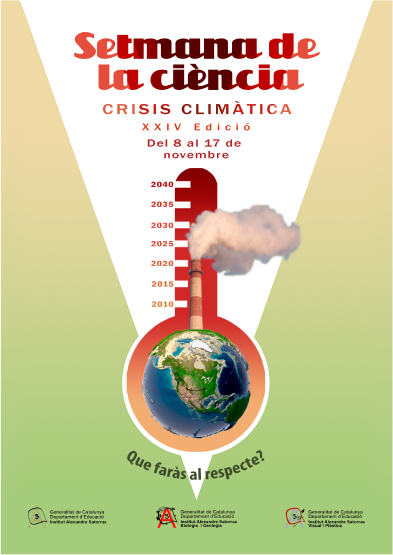 Setmana de
la ciència
CRISIS CLIMÀTICA
XXIV Edició
Del 8 al 17 de
novembre
2040
2035
2030
2025
2020
2015
2010
Que faràs al respecte?
Generalitat de Catalunya
Departament d'Educació
Institut Alexandre Satorras
Generalitat de Catalunya
Departament d'Educació
Institut Alexandre Satorras
Biologia i Geologia
Generalitat de Catalunya
Departament d'Educació
Institut Alexandre Satorras
Visual i Plàstica